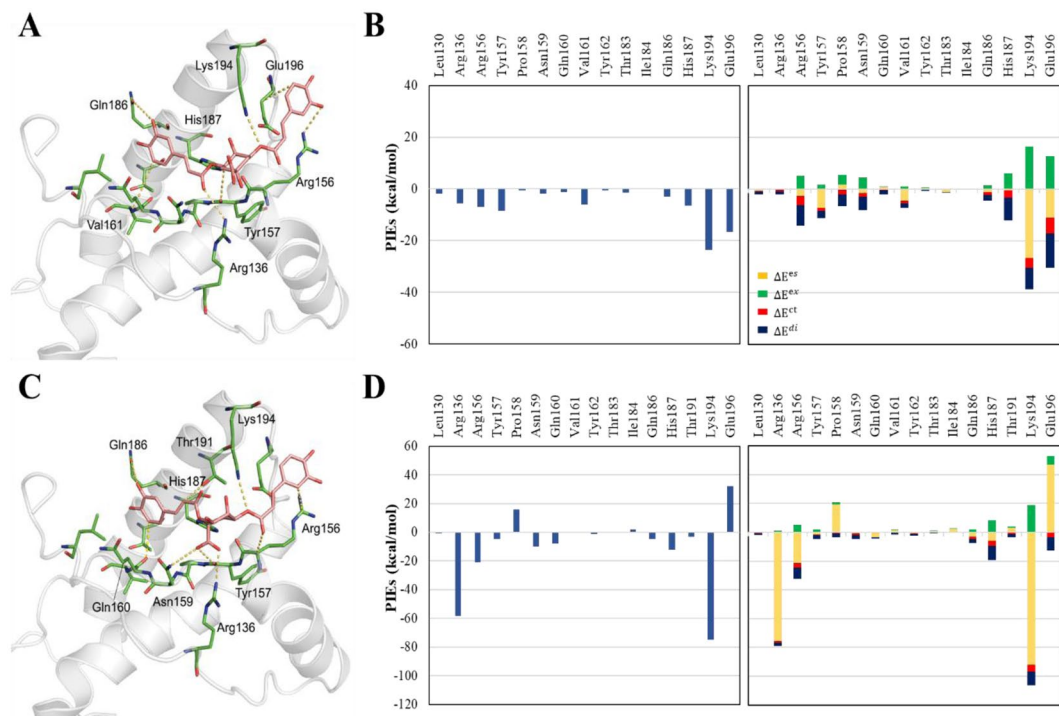 A
Lys194
Glu196
Gln186
His187
Arg156
Val161
Tyr157
Arg136
B
Leu130
Arg136
Arg156
Tyr157
Pro158
Asn159
Gln160
Val161
Tyr162
Thr183
Ile184
Gln186
His187
Lys194
Glu196
PIEs (kcal/mol)
40
20
0
-20
-40
-60
Leu130
Arg136
Arg156
Tyr157
Pro158
Asn159
Gln160
Val161
Tyr162
Thr183
Ile184
Gln186
His187
Lys194
Glu196
ΔE^es
ΔE^ex
ΔE^ct
ΔE^di
C
Lys194
Thr191
Gln186
His187
Arg156
Gln160
Asn159
Tyr157
Arg136
D
Leu130
Arg136
Arg156
Tyr157
Pro158
Asn159
Gln160
Val161
Tyr162
Thr183
Ile184
Gln186
His187
Thr191
Lys194
Glu196
PIEs (kcal/mol)
60
40
20
0
-20
-40
-60
-80
-100
-120
Leu130
Arg136
Arg156
Tyr157
Pro158
Asn159
Gln160
Val161
Tyr162
Thr183
Ile184
Gln186
His187
Thr191
Lys194
Glu196